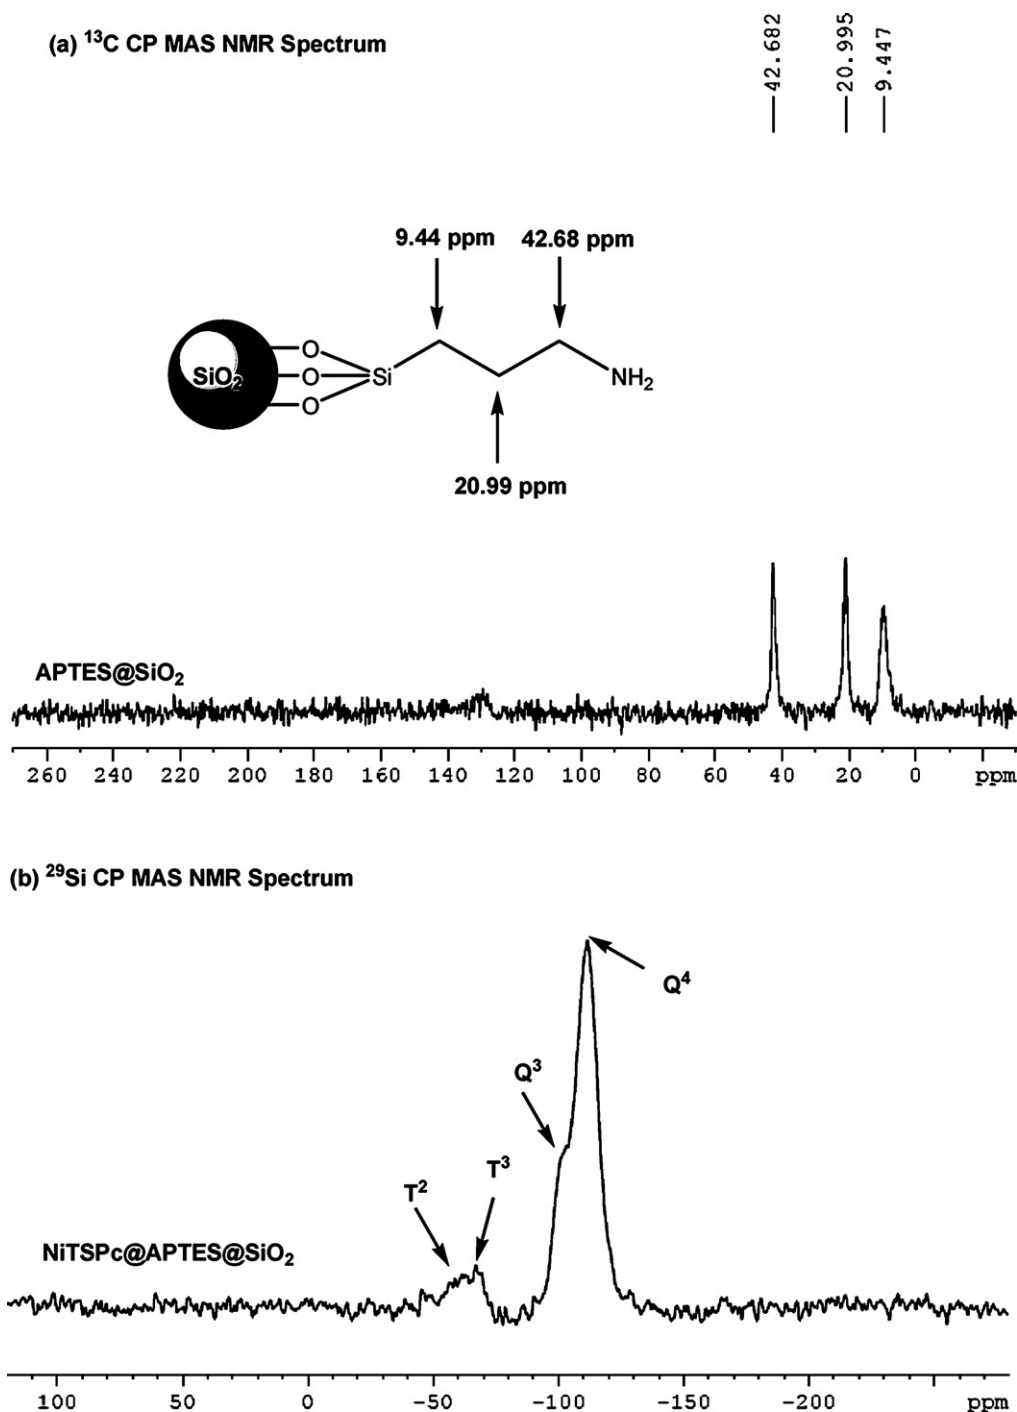 (a) ¹³C CP MAS NMR Spectrum
42.682
20.995
9.447
9.44 ppm 42.68 ppm
SiO₂
O
O
O
Si
NH₂
20.99 ppm
APTES@SiO₂
260 240 220 200 180 160 140 120 100 80 60 40 20 0 ppm
(b) ²⁹Si CP MAS NMR Spectrum
Q⁴
Q³
T³
T²
NiTSPc@APTES@SiO₂
100 50 0 -50 -100 -150 -200 ppm